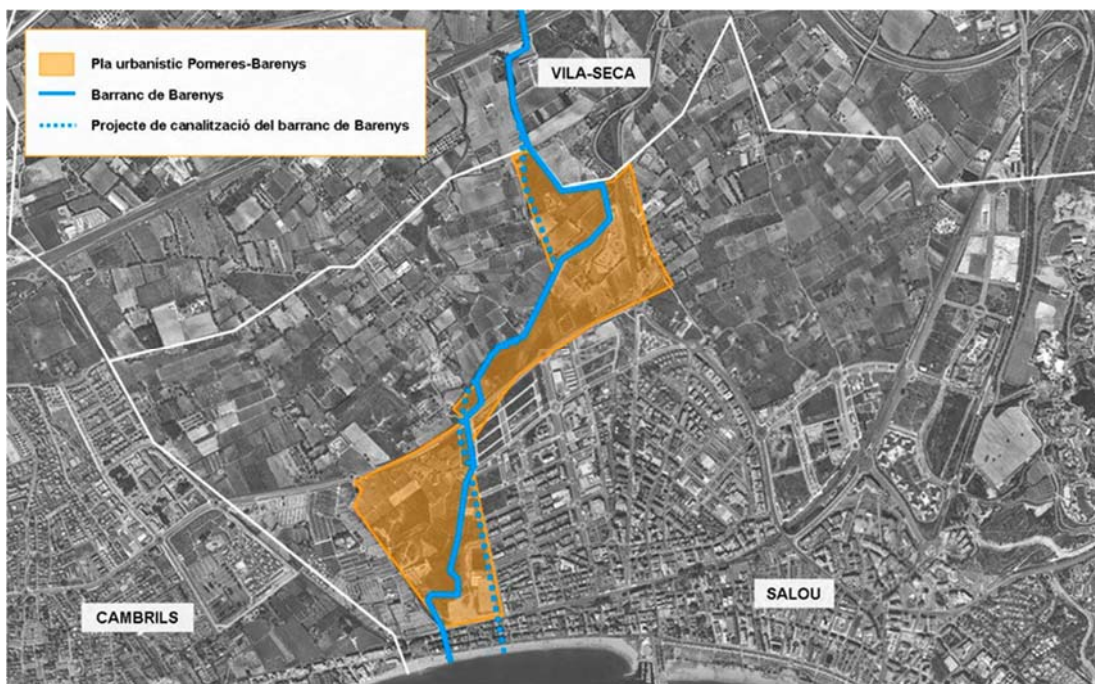 Pla urbanístic Pomeres-Barenys
Barranc de Barenys
Projecte de canalització del barranc de Barenys
VILA-SECA
SALOU
CAMBRILS